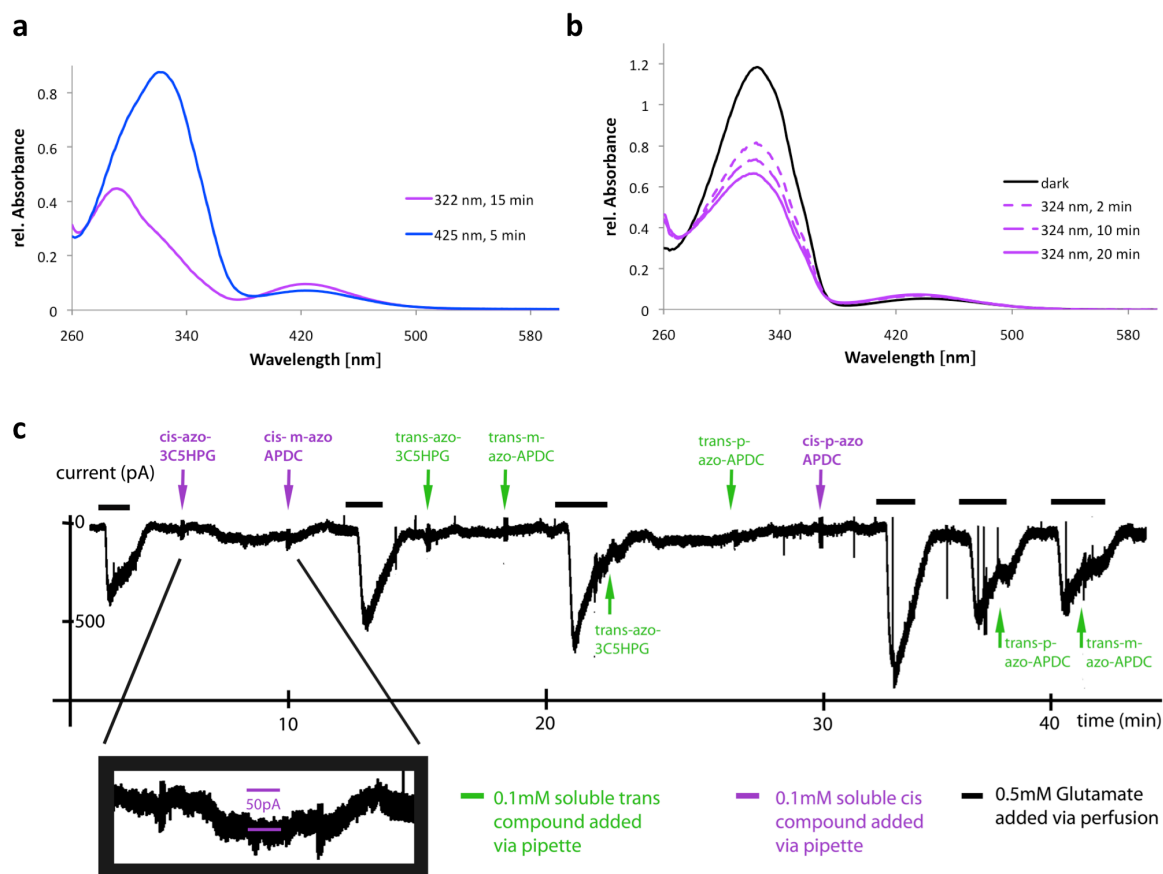 a
0.8
0.6
0.4
0.2
0
260
340
420
500
580
rel. Absorbance
Wavelength [nm]
322 nm, 15 min
425 nm, 5 min
b
1.2
1
0.8
0.6
0.4
0.2
0
260
340
420
500
580
rel. Absorbance
Wavelength [nm]
dark
324 nm, 2 min
324 nm, 10 min
324 nm, 20 min
c
current (pA)
0
500
cis-azo-
3C5HPG
cis- m-azo
APDC
trans-azo-
3C5HPG
trans-m-
azo-APDC
trans-p-
azo-APDC
cis-p-azo
APDC
trans-azo-
3C5HPG
trans-p-
azo-APDC
trans-m-
azo-APDC
10
20
30
40
time (min)
50pA
0.1mM soluble trans
compound added
via pipette
0.1mM soluble cis
compound added
via pipette
0.5mM Glutamate
added via perfusion